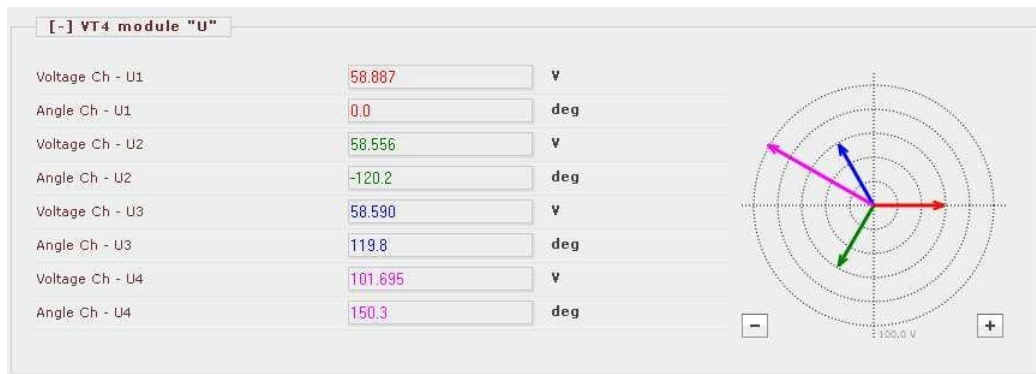 [-] VT4 module "U"
Voltage Ch - U1 58.887 V
Angle Ch - U1 0.0 deg
Voltage Ch - U2 58.556 V
Angle Ch - U2 -120.2 deg
Voltage Ch - U3 58.590 V
Angle Ch - U3 119.8 deg
Voltage Ch - U4 101.695 V
Angle Ch - U4 150.3 deg
- +
100.0 V